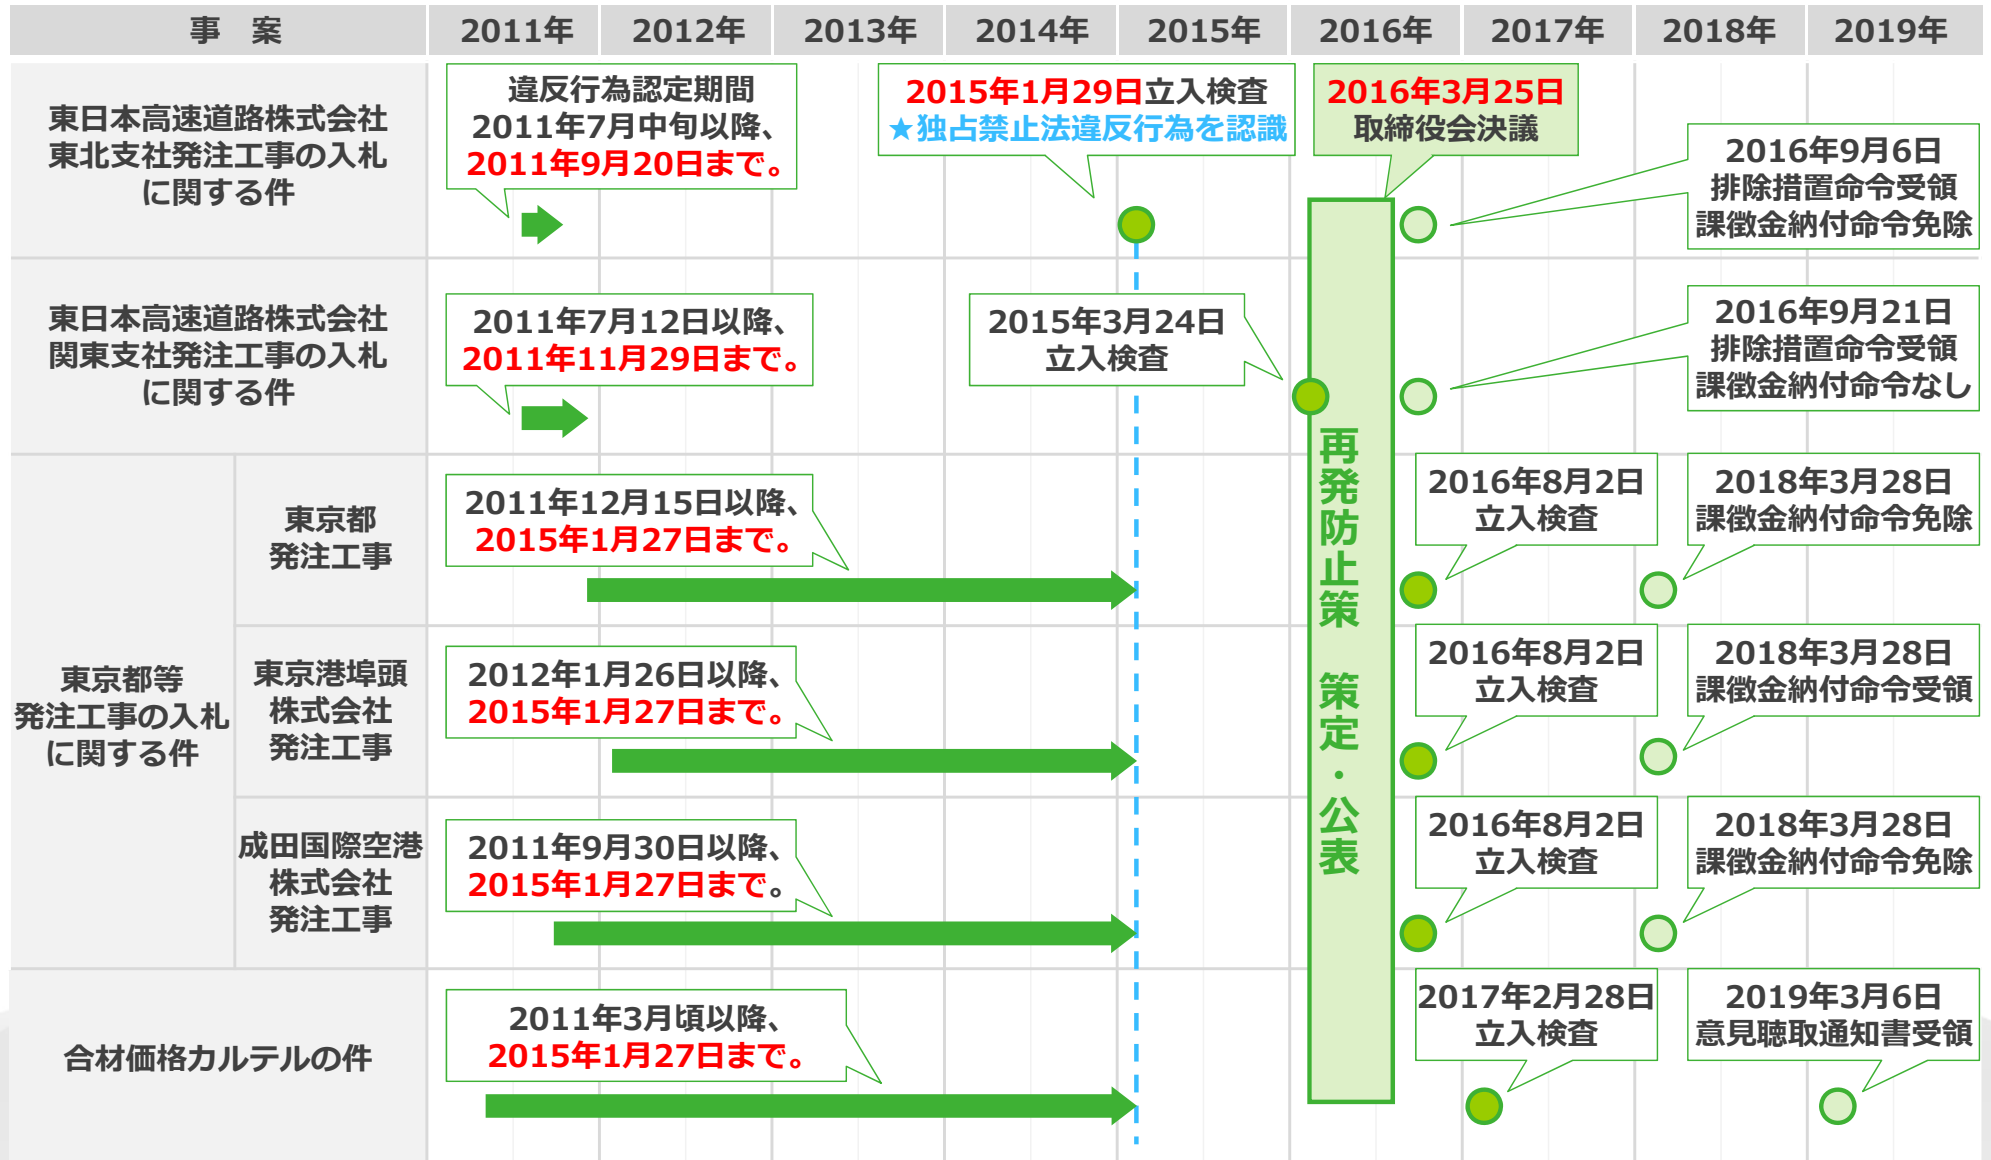 事　案
2011年
2012年
2013年
2014年
2015年
2016年
2017年
2018年
2019年
東日本高速道路株式会社
東北支社発注工事の入札
に関する件
違反行為認定期間
2011年7月中旬以降、
2011年9月20日まで。
2015年1月29日立入検査
★独占禁止法違反行為を認識
2016年3月25日
取締役会決議
2016年9月6日
排除措置命令受領
課徴金納付命令免除
東日本高速道路株式会社
関東支社発注工事の入札
に関する件
2011年7月12日以降、
2011年11月29日まで。
2015年3月24日
立入検査
2016年9月21日
排除措置命令受領
課徴金納付命令なし
再発防止策　策定・公表
東京都等
発注工事の入札
に関する件
東京都
発注工事
2011年12月15日以降、
2015年1月27日まで。
2016年8月2日
立入検査
2018年3月28日
課徴金納付命令免除
東京港埠頭
株式会社
発注工事
2012年1月26日以降、
2015年1月27日まで。
2016年8月2日
立入検査
2018年3月28日
課徴金納付命令受領
成田国際空港
株式会社
発注工事
2011年9月30日以降、
2015年1月27日まで。
2016年8月2日
立入検査
2018年3月28日
課徴金納付命令免除
合材価格カルテルの件
2011年3月頃以降、
2015年1月27日まで。
2017年2月28日
立入検査
2019年3月6日
意見聴取通知書受領